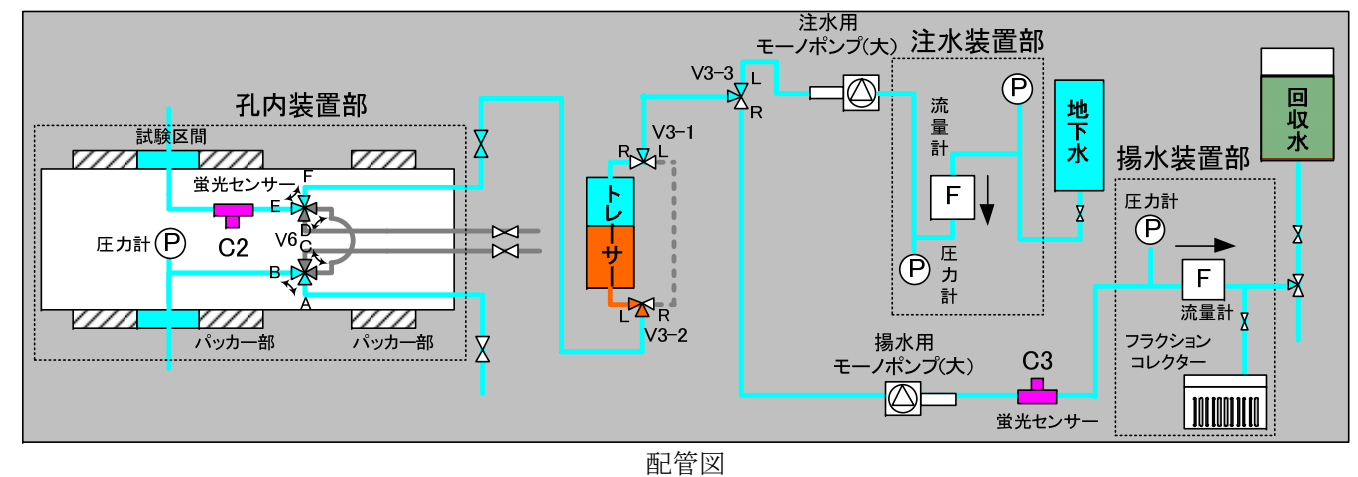 注水用
モーノポンプ(大)
注水装置部
孔内装置部
試験区間
蛍光センサー
F
E
C2
D
V6
C
圧力計
P
B
A
パッカー部
パッカー部
V3-1
R
L
トレーサー
L
R
V3-2
V3-3
L
R
流量計
F
P
P
圧力計
地下水
回収水
揚水装置部
圧力計
P
F
流量計
フラクション
コレクター
揚水用
モーノポンプ(大)
C3
蛍光センサー
配管図